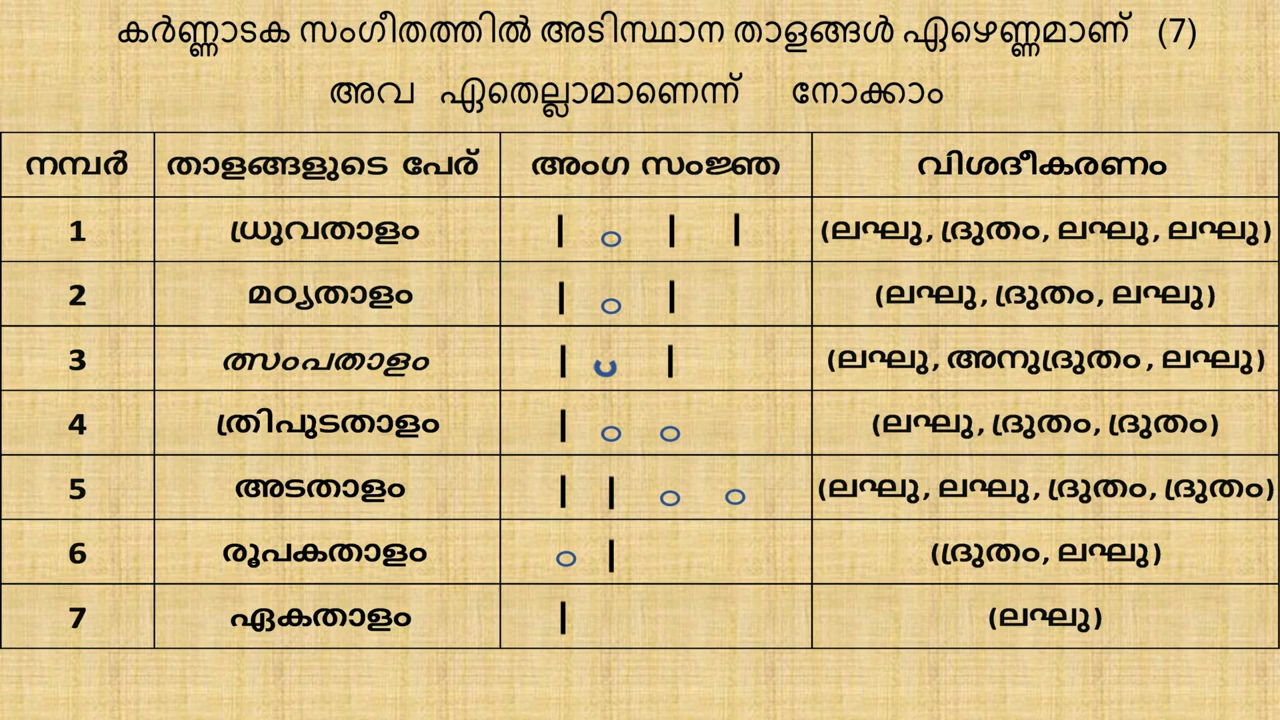 കർണ്ണാടക സംഗീതത്തിൽ അടിസ്ഥാന താളങ്ങൾ ഏഴെണ്ണമാണ് (7)
അവ ഏതെല്ലാമാണെന്ന് നോക്കാം
നമ്പർ താളങ്ങളുടെ പേര് അംഗ സംജ്ഞ വിശദീകരണം
1 ധ്രുവതാളം | o | | (ലഘു, ദ്രുതം, ലഘു, ലഘു)
2 മഠ്യതാളം | o | (ലഘു, ദ്രുതം, ലഘു)
3 ത്സംപതാളം | ​c | (ലഘു, അനുദ്രുതം, ലഘു)
4 ത്രിപുടതാളം | o o (ലഘു, ദ്രുതം, ദ്രുതം)
5 അടതാളം | | o o (ലഘു, ലഘു, ദ്രുതം, ദ്രുതം)
6 രൂപകതാളം o | (ദ്രുതം, ലഘു)
7 ഏകതാളം | (ലഘു)